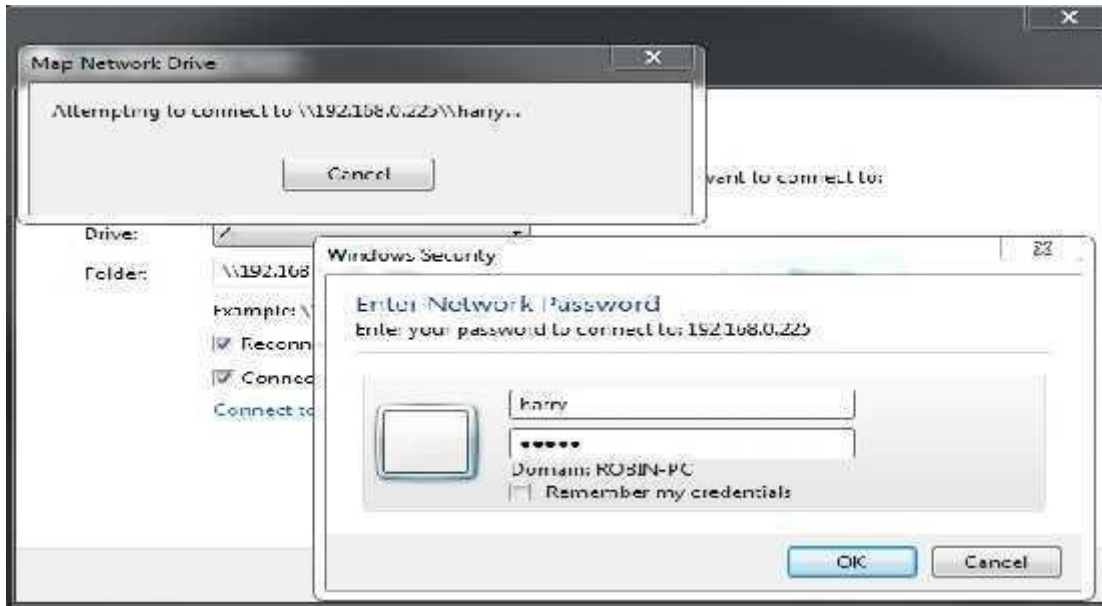 Map Network Drive
Attempting to connect to \\192.168.0.225\\harry...
Cancel
want to connect to:
Drive:
Folder: \\192.168
Example: \
Reconn
Connec
Connect to
Windows Security
Enter Network Password
Enter your password to connect to: 192.168.0.225
harry
•••••
Domain: ROBIN-PC
Remember my credentials
OK
Cancel